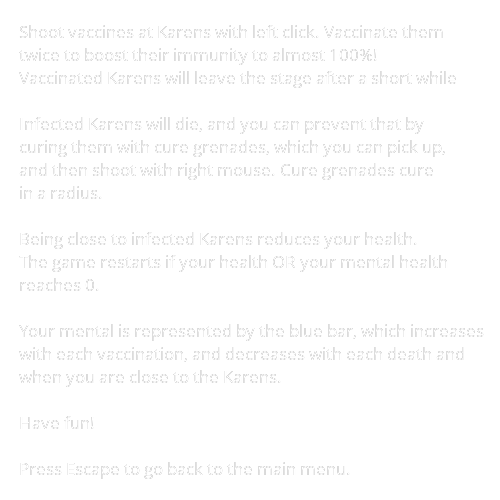 Shoot vaccines at Karens with left click. Vaccinate them
twice to boost their immunity to almost 100%!
Vaccinated Karens will leave the stage after a short while
Infected Karens will die, and you can prevent that by
curing them with cure grenades, which you can pick up,
and then shoot with right mouse. Cure grenades cure
in a radius.
Being close to infected Karens reduces your health.
The game restarts if your health OR your mental health
reaches 0.
Your mental is represented by the blue bar, which increases
with each vaccination, and decreases with each death and
when you are close to the Karens.
Have fun!
Press Escape to go back to the main menu.